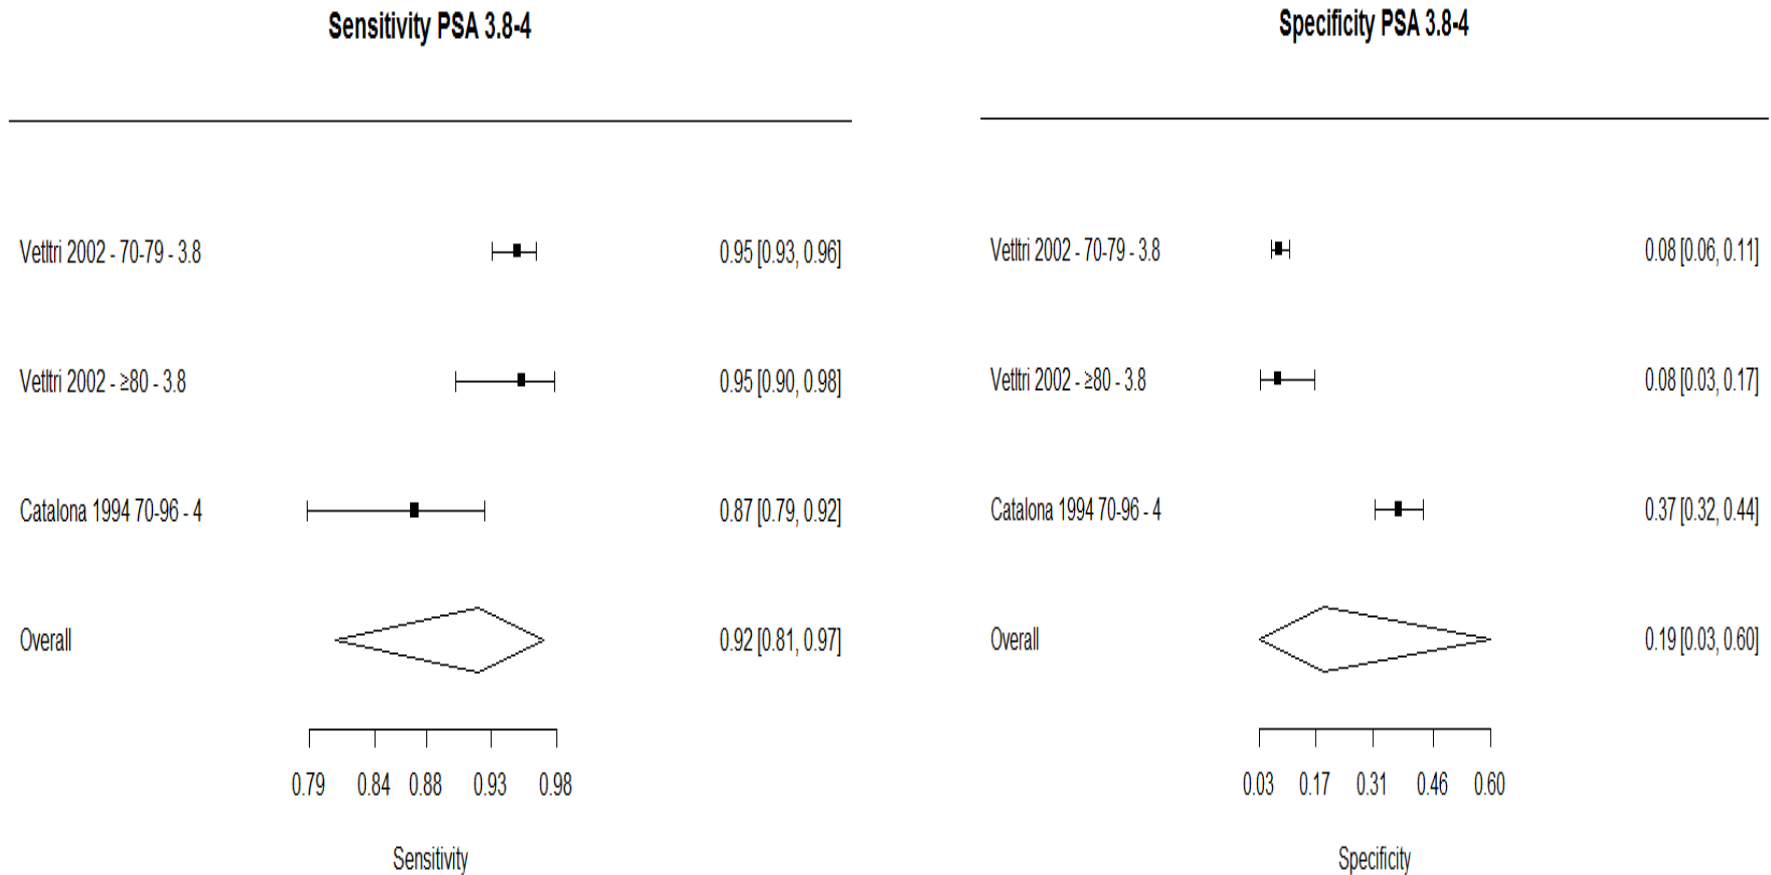 Sensitivity PSA 3.8-4
Vetltri 2002 - 70-79 - 3.8 0.95 [0.93, 0.96]
Vetltri 2002 - ≥80 - 3.8 0.95 [0.90, 0.98]
Catalona 1994 70-96 - 4 0.87 [0.79, 0.92]
Overall 0.92 [0.81, 0.97]
0.79 0.84 0.88 0.93 0.98
Sensitivity
Specificity PSA 3.8-4
Vetltri 2002 - 70-79 - 3.8 0.08 [0.06, 0.11]
Vetltri 2002 - ≥80 - 3.8 0.08 [0.03, 0.17]
Catalona 1994 70-96 - 4 0.37 [0.32, 0.44]
Overall 0.19 [0.03, 0.60]
0.03 0.17 0.31 0.46 0.60
Specificity